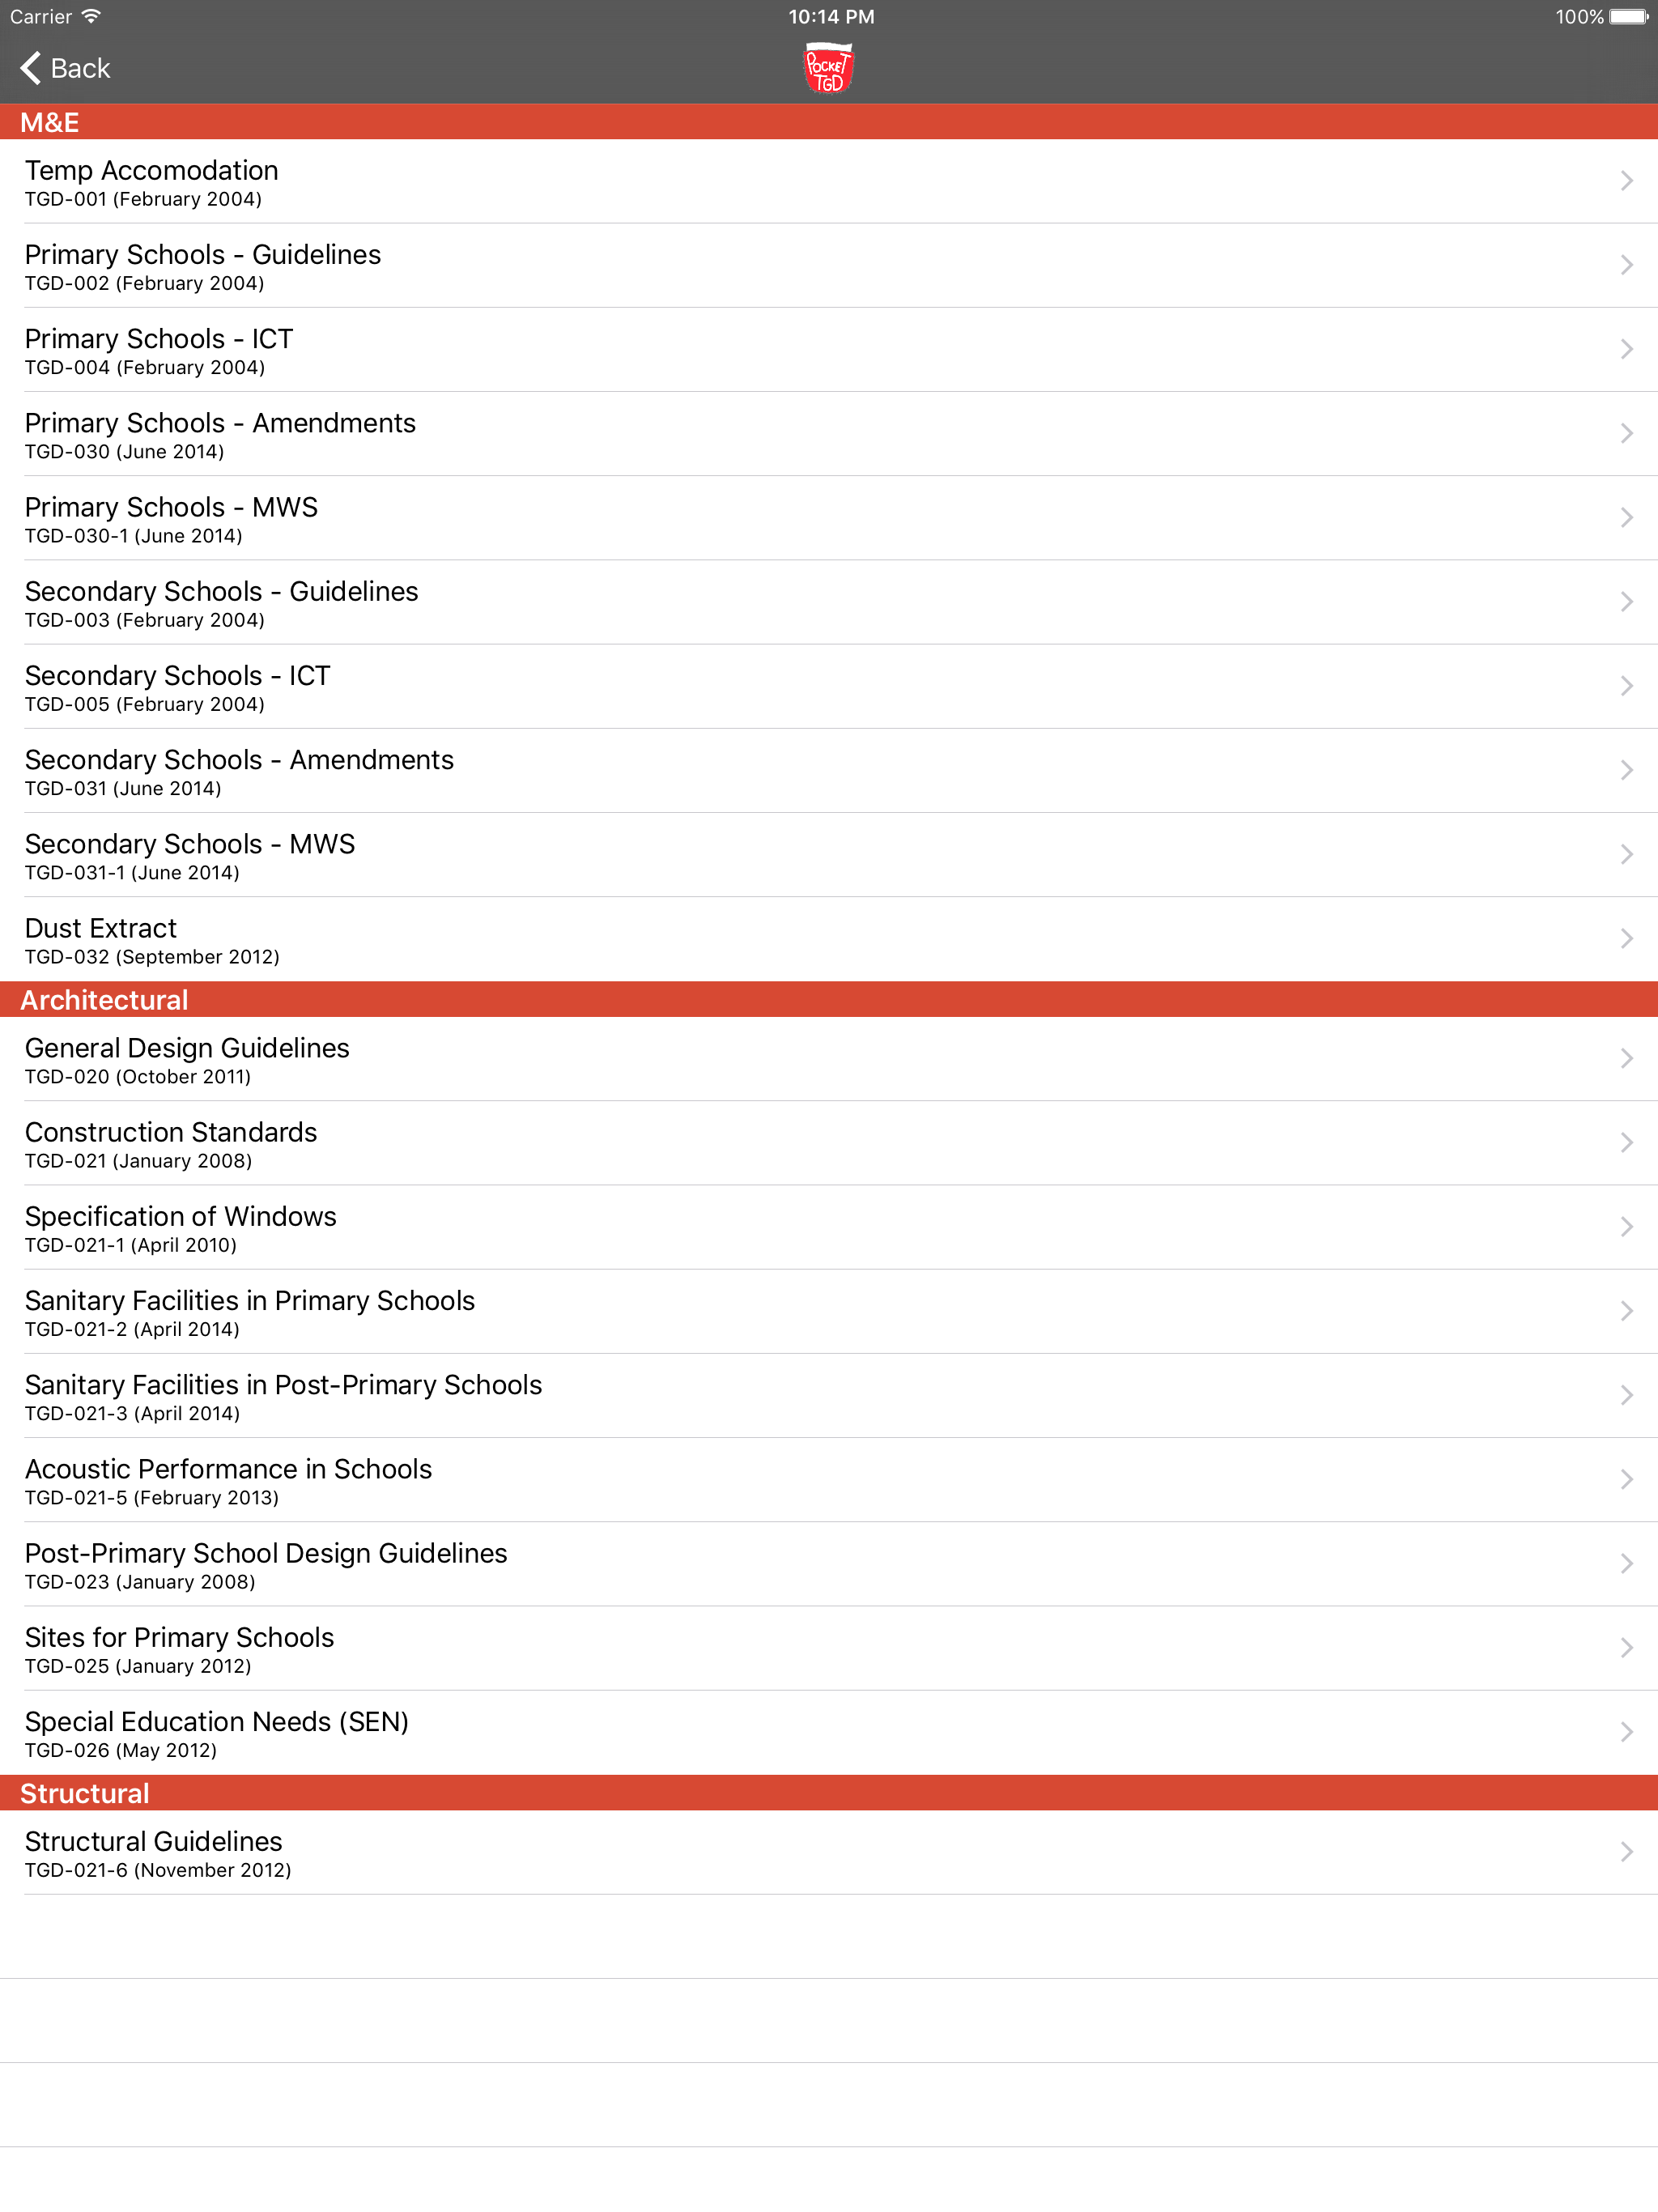 Carrier
10:14 PM
100%
Back
POCKET
TGD
M&E
Temp Accomodation
TGD-001 (February 2004)
Primary Schools - Guidelines
TGD-002 (February 2004)
Primary Schools - ICT
TGD-004 (February 2004)
Primary Schools - Amendments
TGD-030 (June 2014)
Primary Schools - MWS
TGD-030-1 (June 2014)
Secondary Schools - Guidelines
TGD-003 (February 2004)
Secondary Schools - ICT
TGD-005 (February 2004)
Secondary Schools - Amendments
TGD-031 (June 2014)
Secondary Schools - MWS
TGD-031-1 (June 2014)
Dust Extract
TGD-032 (September 2012)
Architectural
General Design Guidelines
TGD-020 (October 2011)
Construction Standards
TGD-021 (January 2008)
Specification of Windows
TGD-021-1 (April 2010)
Sanitary Facilities in Primary Schools
TGD-021-2 (April 2014)
Sanitary Facilities in Post-Primary Schools
TGD-021-3 (April 2014)
Acoustic Performance in Schools
TGD-021-5 (February 2013)
Post-Primary School Design Guidelines
TGD-023 (January 2008)
Sites for Primary Schools
TGD-025 (January 2012)
Special Education Needs (SEN)
TGD-026 (May 2012)
Structural
Structural Guidelines
TGD-021-6 (November 2012)